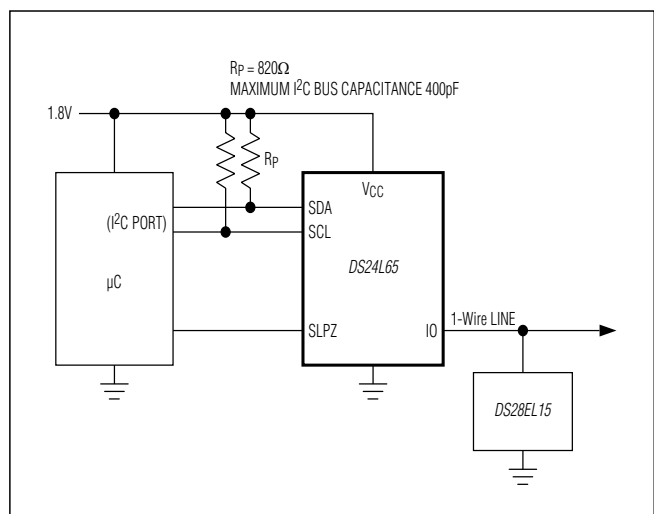 RP = 820Ω
MAXIMUM I²C BUS CAPACITANCE 400pF
1.8V
RP
VCC
(I²C PORT)
SDA
SCL
DS24L65
µC
SLPZ
IO
1-Wire LINE
DS28EL15